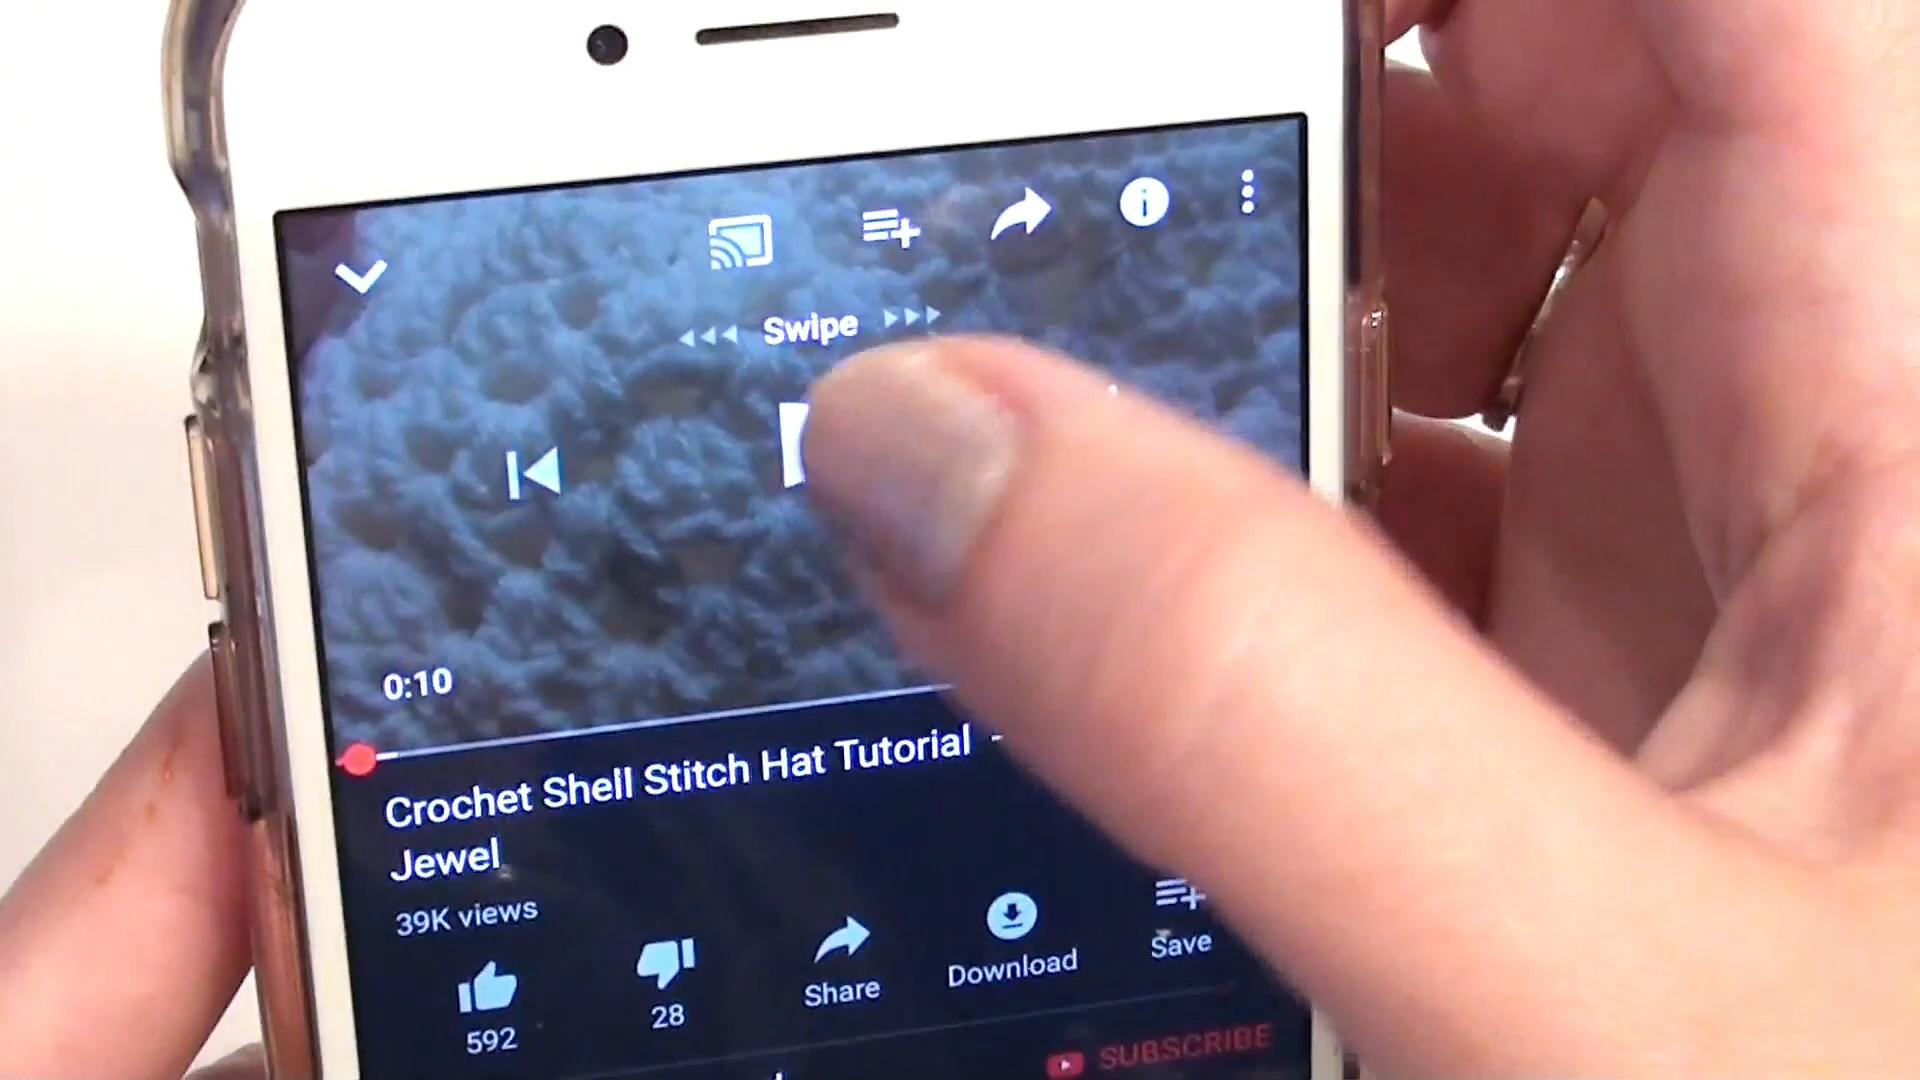 Swipe
0:10
Crochet Shell Stitch Hat Tutorial -
Jewel
39K views
592
28
Share
Download
Save
SUBSCRIBE